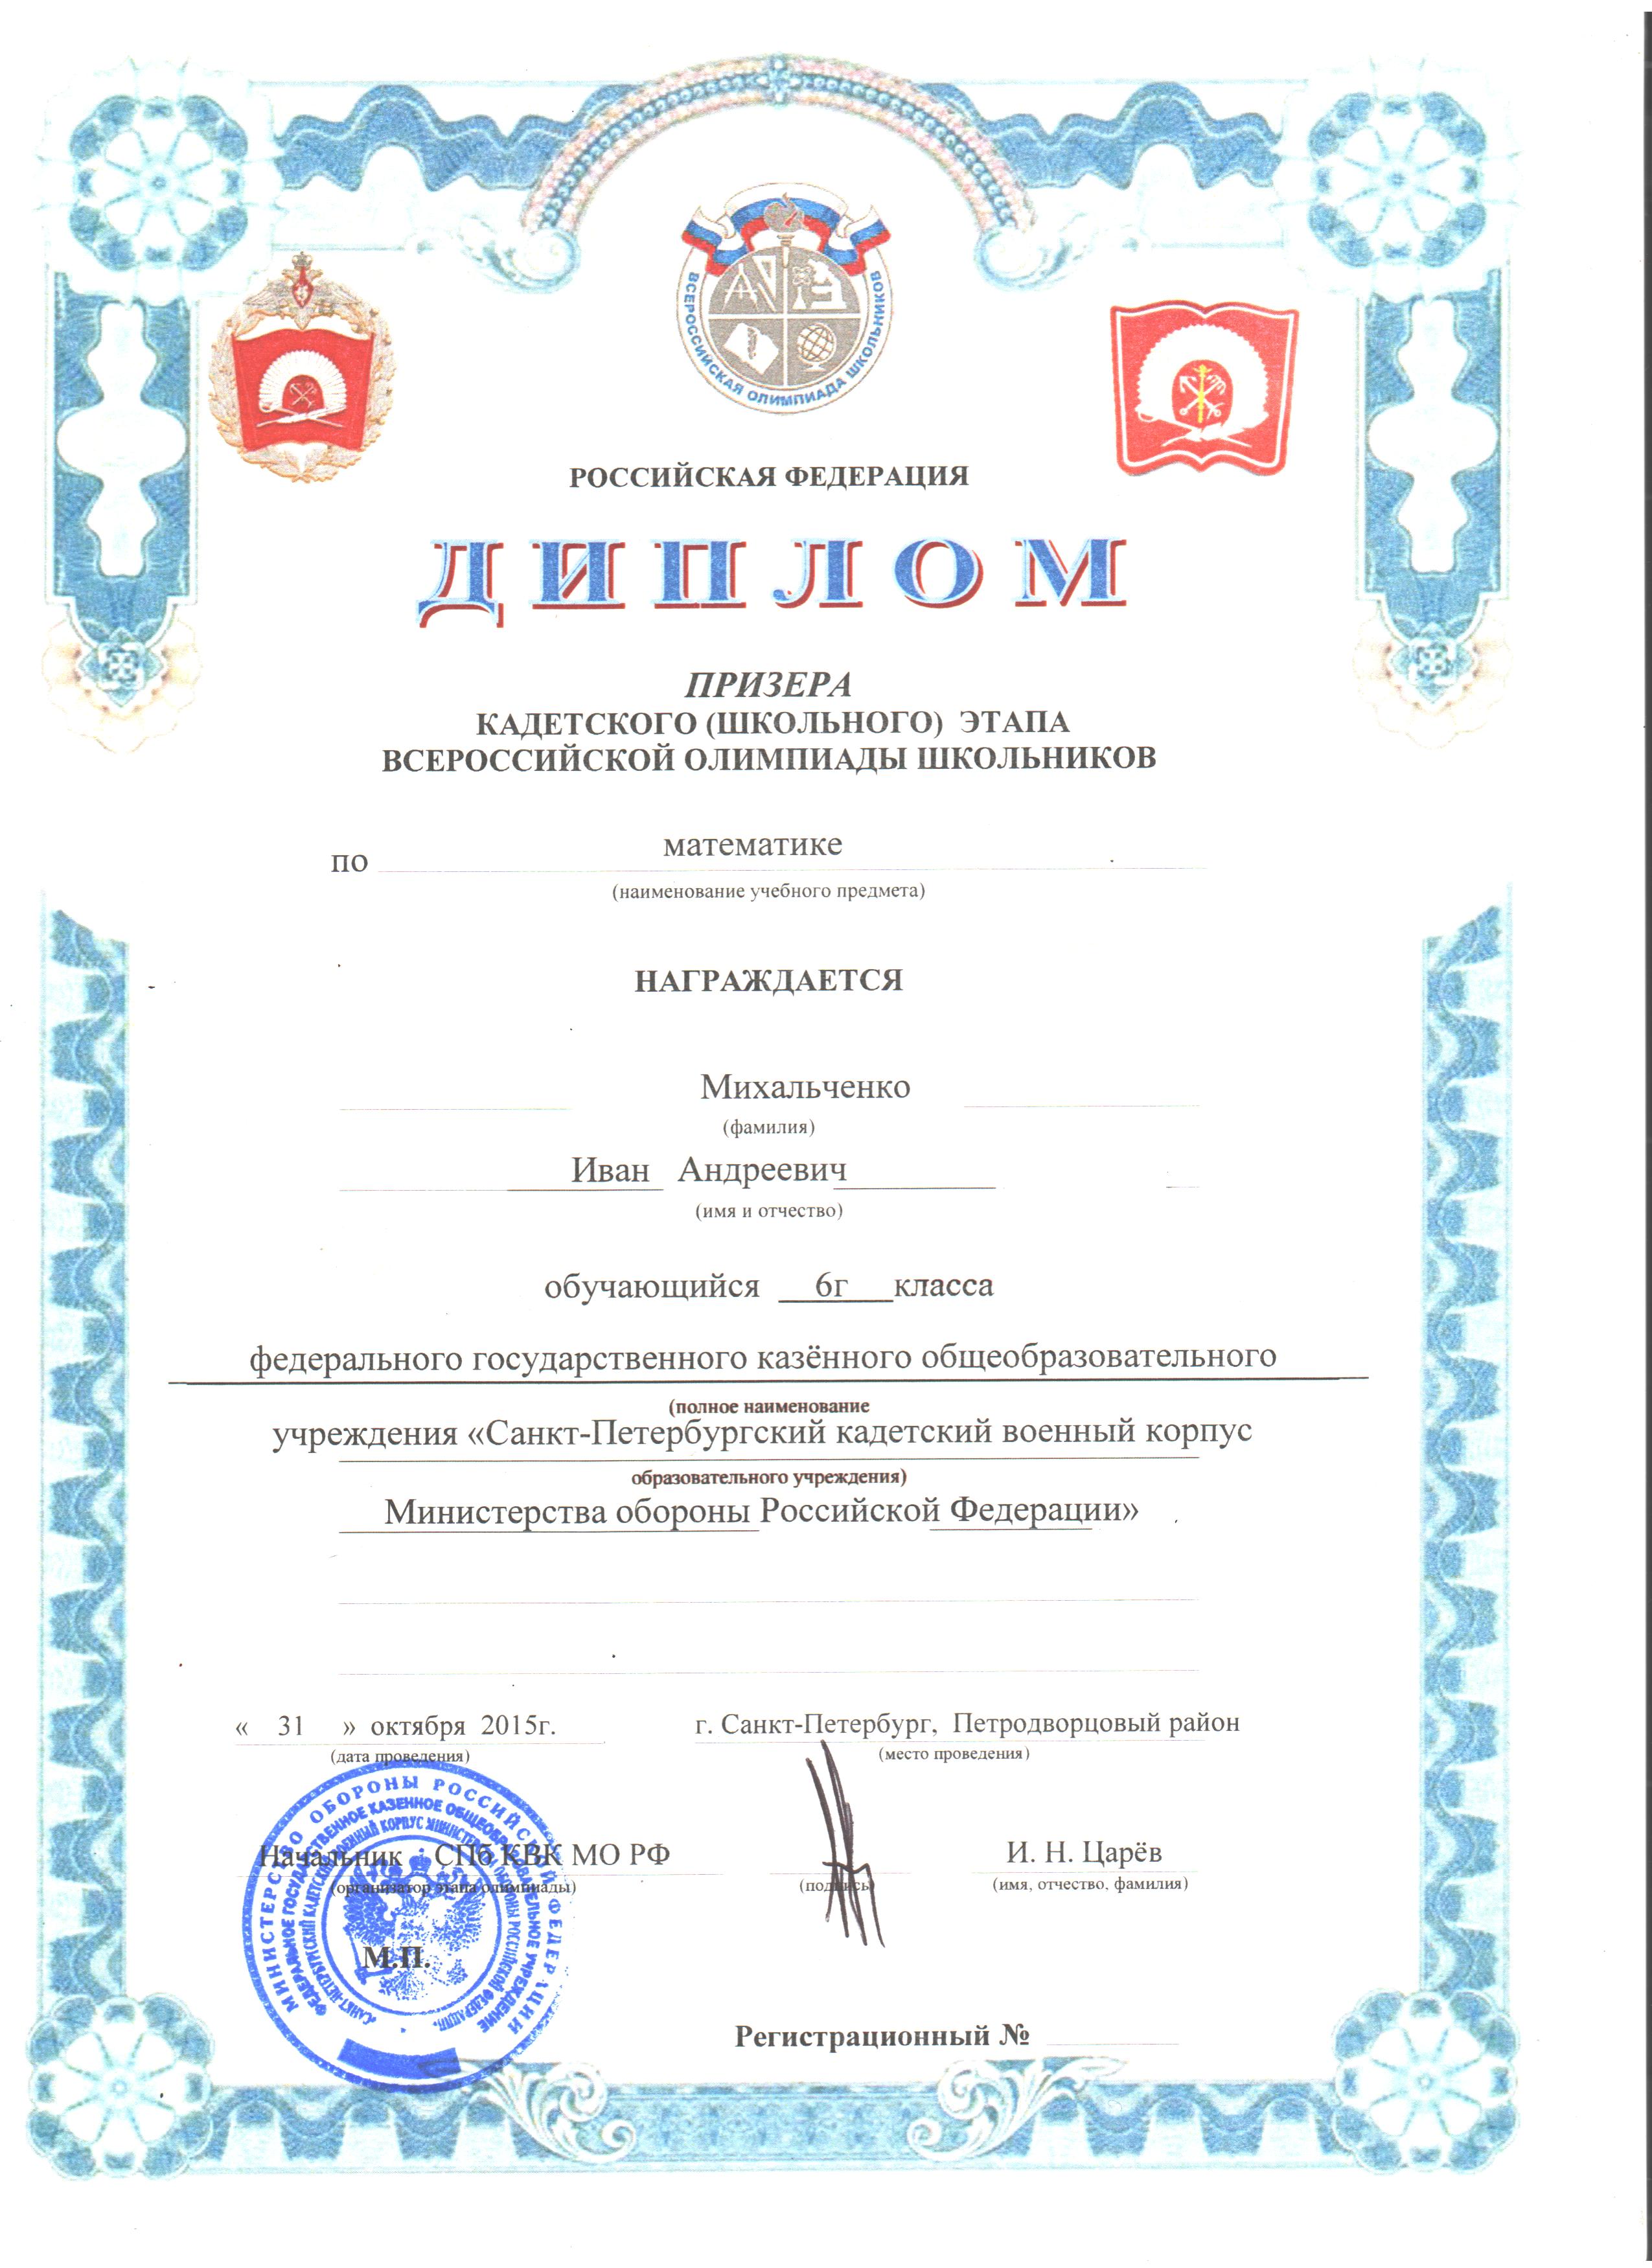 ВСЕРОССИЙСКАЯ ОЛИМПИАДА ШКОЛЬНИКОВ
РОССИЙСКАЯ ФЕДЕРАЦИЯ
ДИПЛОМ
ПРИЗЕРА
КАДЕТСКОГО (ШКОЛЬНОГО) ЭТАПА
ВСЕРОССИЙСКОЙ ОЛИМПИАДЫ ШКОЛЬНИКОВ
по математике
(наименование учебного предмета)
НАГРАЖДАЕТСЯ
Михальченко
(фамилия)
Иван Андреевич
(имя и отчество)
обучающийся 6г класса
федерального государственного казённого общеобразовательного
(полное наименование
учреждения «Санкт-Петербургский кадетский военный корпус
образовательного учреждения)
Министерства обороны Российской Федерации»
« 31 » октября 2015г. г. Санкт-Петербург, Петродворцовый район
(дата проведения) (место проведения)
Начальник СПб КВК МО РФ И. Н. Царёв
(организатор этапа олимпиады) (подпись) (имя, отчество, фамилия)
М.П.
МИНИСТЕРСТВО ОБОРОНЫ РОССИЙСКОЙ ФЕДЕРАЦИИ
ФЕДЕРАЛЬНОЕ ГОСУДАРСТВЕННОЕ КАЗЕННОЕ ОБЩЕОБРАЗОВАТЕЛЬНОЕ УЧРЕЖДЕНИЕ
«САНКТ-ПЕТЕРБУРГСКИЙ КАДЕТСКИЙ ВОЕННЫЙ КОРПУС МИНИСТЕРСТВА ОБОРОНЫ РОССИЙСКОЙ ФЕДЕРАЦИИ»
Регистрационный №